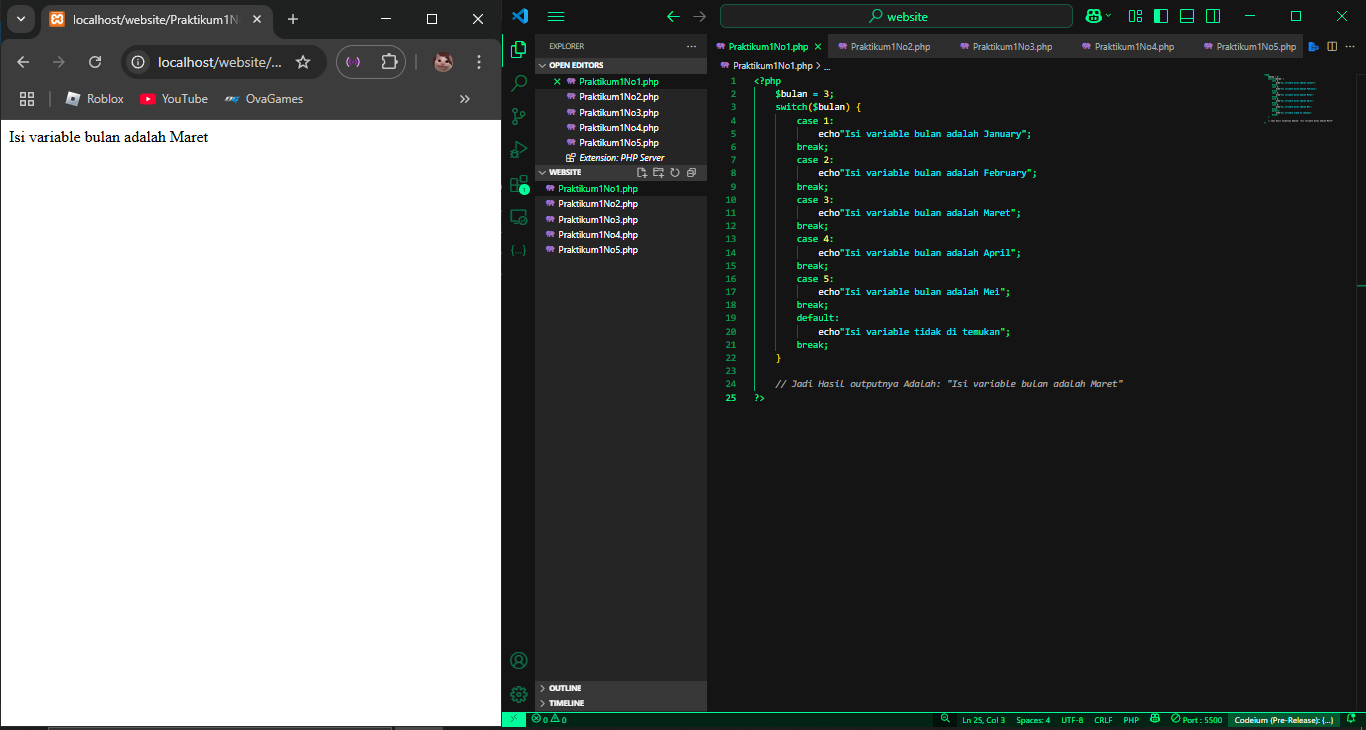 localhost/website/Praktikum1N
localhost/website/...
Roblox
YouTube
OvaGames
Isi variable bulan adalah Maret
website
EXPLORER
OPEN EDITORS
Praktikum1No1.php
Praktikum1No2.php
Praktikum1No3.php
Praktikum1No4.php
Praktikum1No5.php
Extension: PHP Server
WEBSITE
Praktikum1No1.php
Praktikum1No2.php
Praktikum1No3.php
Praktikum1No4.php
Praktikum1No5.php
OUTLINE
TIMELINE
Praktikum1No1.php
Praktikum1No2.php
Praktikum1No3.php
Praktikum1No4.php
Praktikum1No5.php
Praktikum1No1.php > ...
1 <?php
2 $bulan = 3;
3 switch($bulan) {
4 case 1:
5 echo"Isi variable bulan adalah January";
6 break;
7 case 2:
8 echo"Isi variable bulan adalah February";
9 break;
10 case 3:
11 echo"Isi variable bulan adalah Maret";
12 break;
13 case 4:
14 echo"Isi variable bulan adalah April";
15 break;
16 case 5:
17 echo"Isi variable bulan adalah Mei";
18 break;
19 default:
20 echo"Isi variable tidak di temukan";
21 break;
22 }
23
24 // Jadi Hasil outputnya Adalah: "Isi variable bulan adalah Maret"
25 ?>
0 0
Ln 25, Col 3
Spaces: 4
UTF-8
CRLF
PHP
Port : 5500
Codeium (Pre-Release): {...}